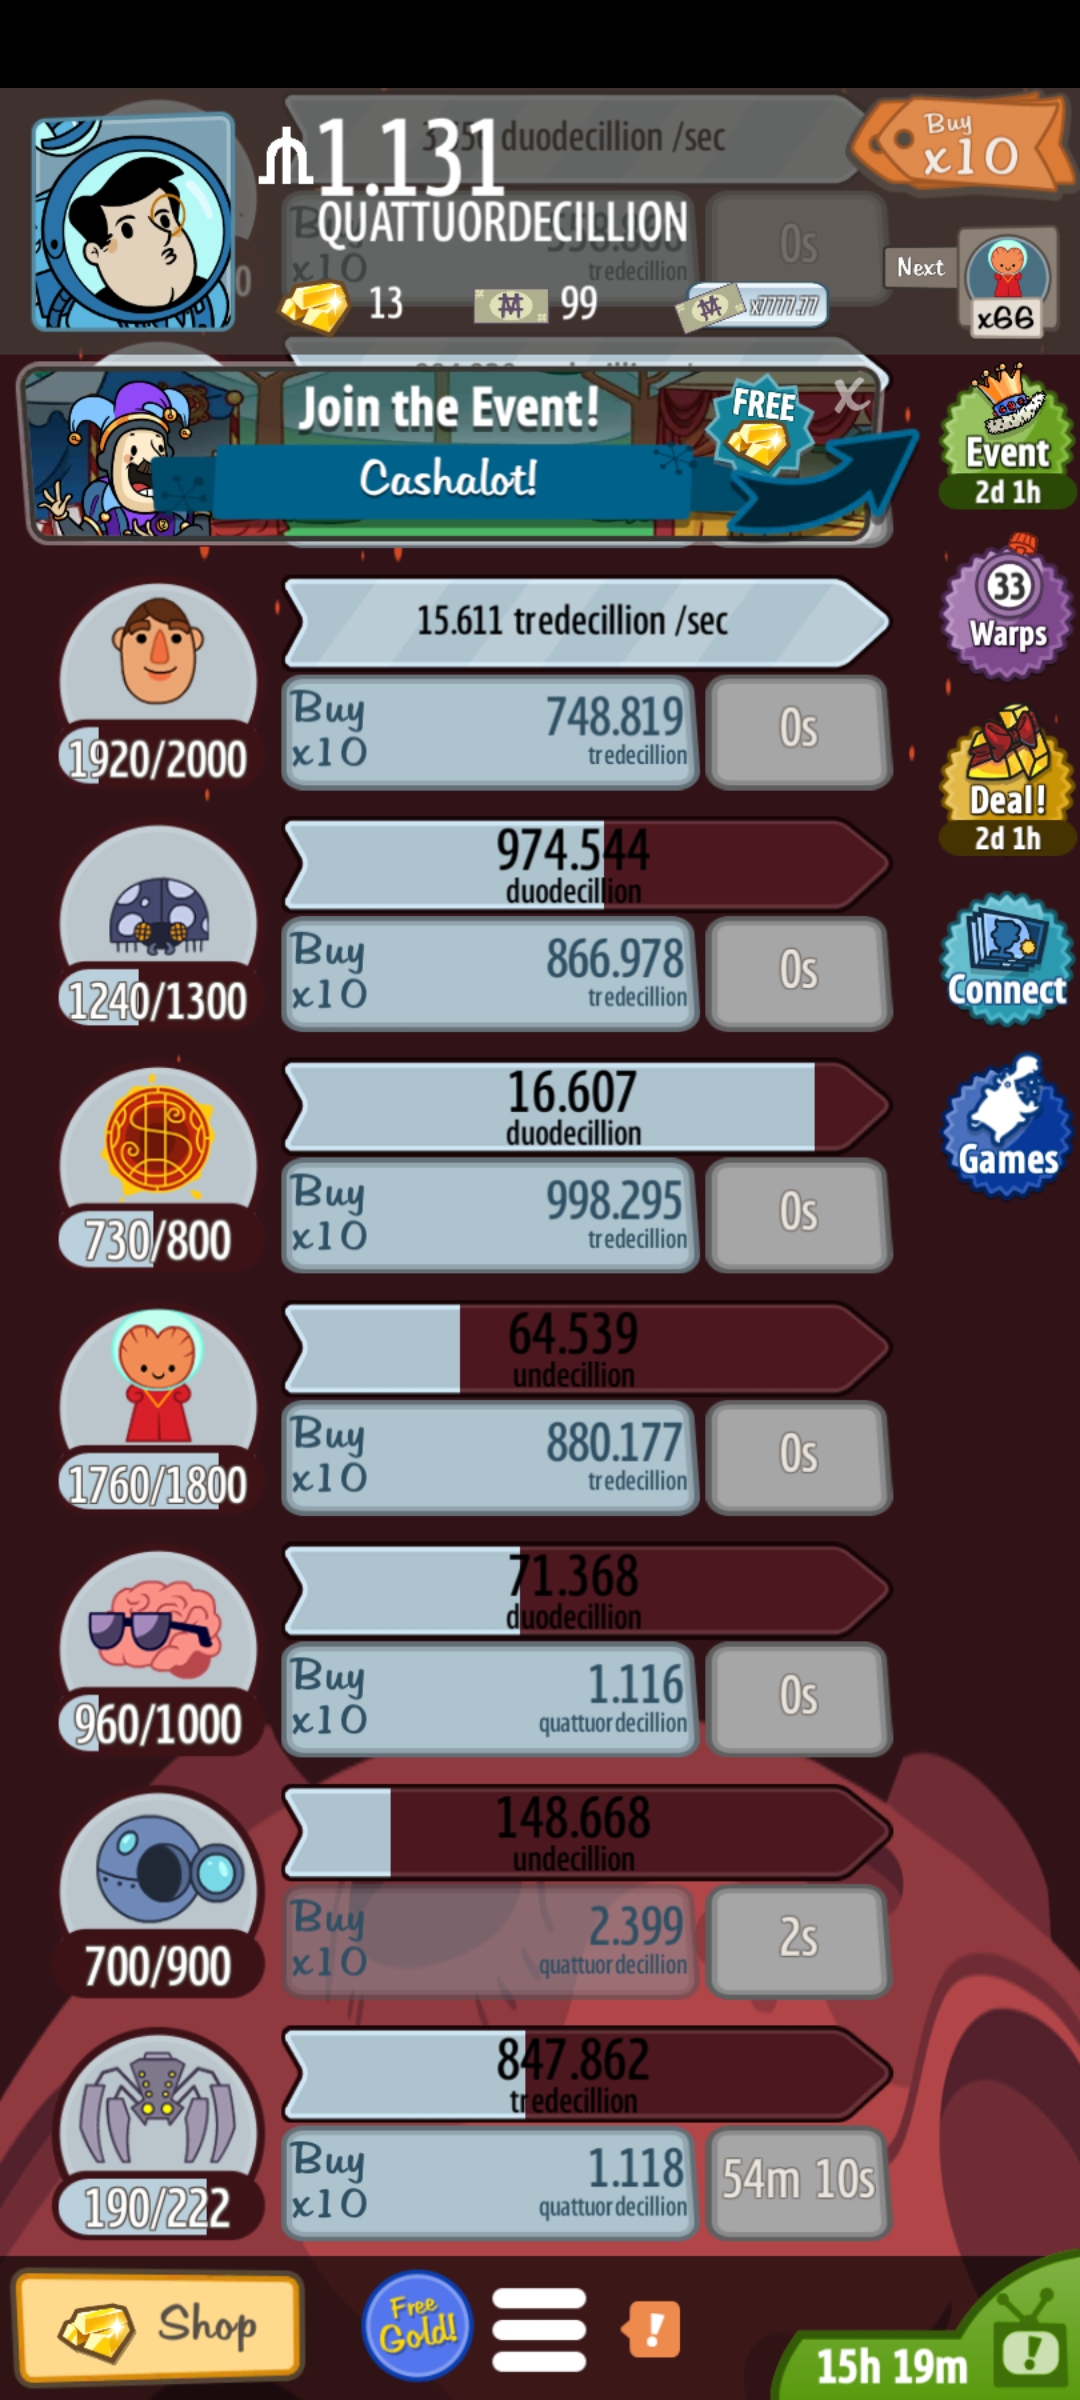 duodecillion /sec
₼1.131
QUATTUORDECILLION
Buy
x10
Buy
x10
tredecillion
0s
13
99
x7777.77
Next
x66
Join the Event!
FREE
X
Cashalot!
Event
2d 1h
33
Warps
Deal!
2d 1h
Connect
Games
15.611 tredecillion /sec
1920/2000
Buy
x10
748.819
tredecillion
0s
974.544
duodecillion
1240/1300
Buy
x10
866.978
tredecillion
0s
16.607
duodecillion
730/800
Buy
x10
998.295
tredecillion
0s
64.539
undecillion
1760/1800
Buy
x10
880.177
tredecillion
0s
71.368
duodecillion
960/1000
Buy
x10
1.116
quattuordecillion
0s
148.668
undecillion
700/900
Buy
x10
2.399
quattuordecillion
2s
847.862
tredecillion
190/222
Buy
x10
1.118
quattuordecillion
54m 10s
Shop
Free
Gold!
!
15h 19m
!